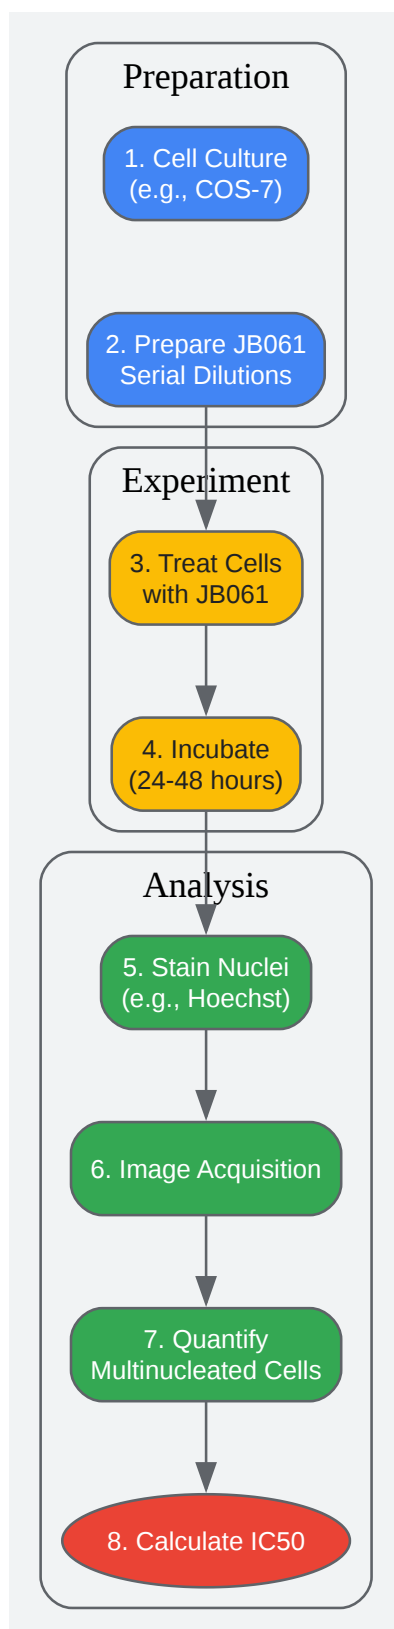 Preparation
1. Cell Culture
(e.g., COS-7)
2. Prepare JB061
Serial Dilutions
Experiment
3. Treat Cells
with JB061
4. Incubate
(24-48 hours)
Analysis
5. Stain Nuclei
(e.g., Hoechst)
6. Image Acquisition
7. Quantify
Multinucleated Cells
8. Calculate IC50